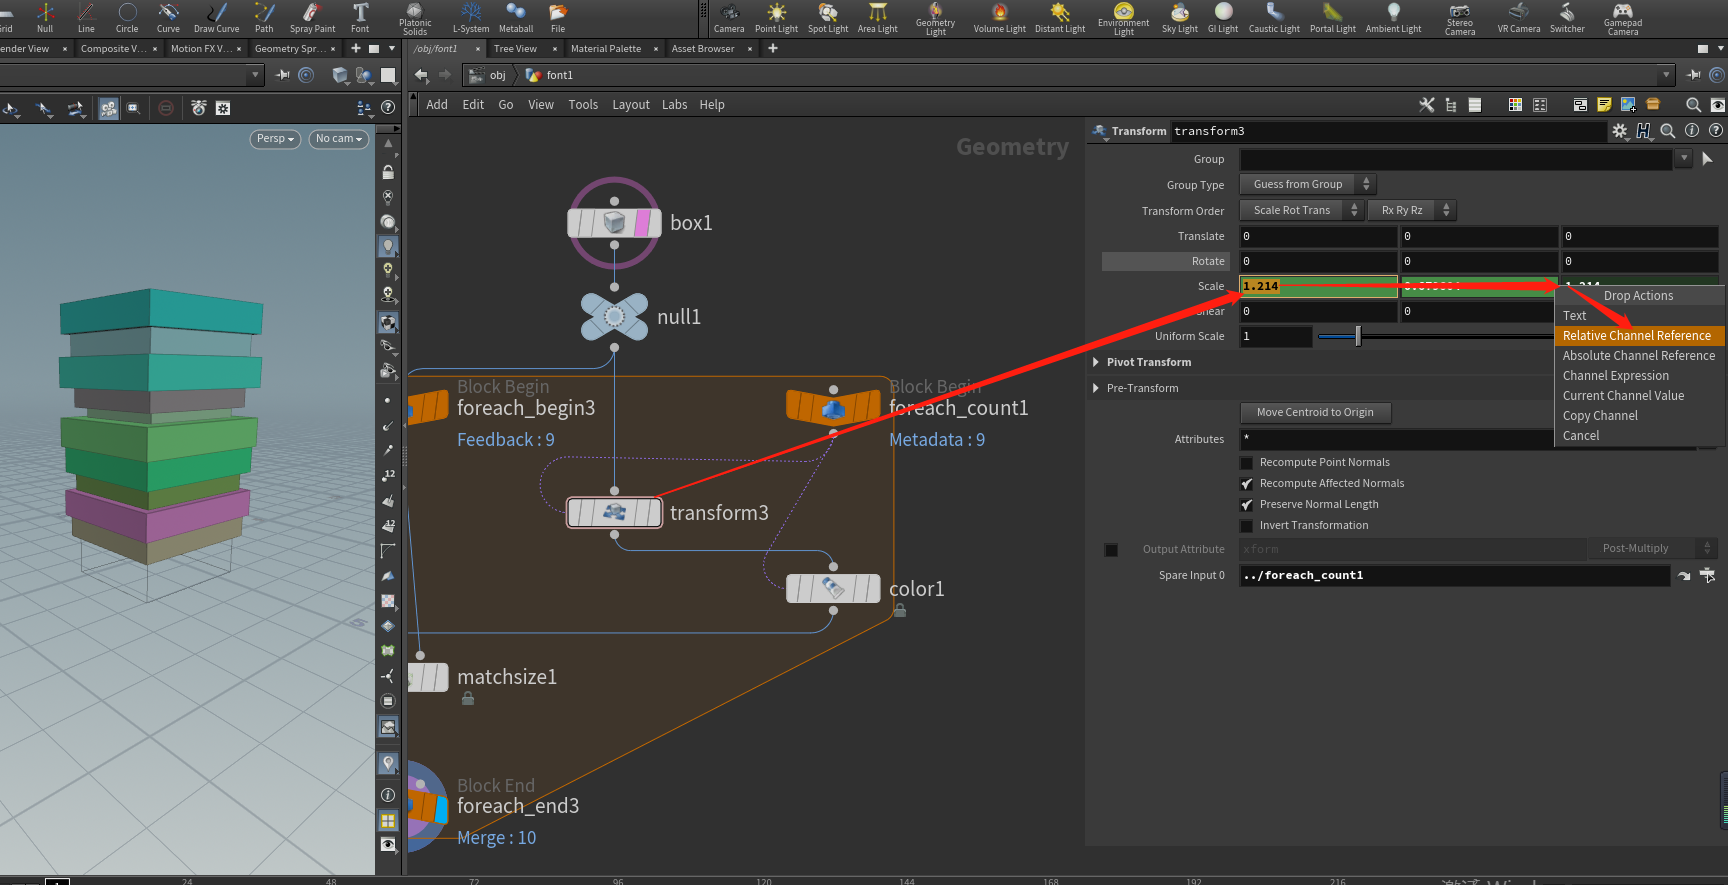 Null
Line
Circle
Curve
Draw Curve
Path
Spray Paint
Font
Platonic Solids
L-System
Metaball
File
Camera
Point Light
Spot Light
Area Light
Geometry Light
Volume Light
Distant Light
Environment Light
Sky Light
GI Light
Caustic Light
Portal Light
Ambient Light
Stereo Camera
VR Camera
Switcher
Gamepad Camera
ender View
Composite V...
Motion FX V...
Geometry Spr...
/obj/font1
Tree View
Material Palette
Asset Browser
obj
font1
Add Edit Go View Tools Layout Labs Help
Persp
No cam
Geometry
box1
null1
Block Begin
foreach_begin3
Feedback : 9
Block Begin
foreach_count1
Metadata : 9
transform3
color1
matchsize1
Block End
foreach_end3
Merge : 10
Transform transform3
Group
Group Type Guess from Group
Transform Order Scale Rot Trans Rx Ry Rz
Translate 0 0 0
Rotate 0 0 0
Scale 1.214
hear 0 0
Uniform Scale 1
Pivot Transform
Pre-Transform
Move Centroid to Origin
Attributes *
Recompute Point Normals
Recompute Affected Normals
Preserve Normal Length
Invert Transformation
Output Attribute xform Post-Multiply
Spare Input 0 ../foreach_count1
Drop Actions
Text
Relative Channel Reference
Absolute Channel Reference
Channel Expression
Current Channel Value
Copy Channel
Cancel
12
12
24 48 72 96 120 144 168 192 216